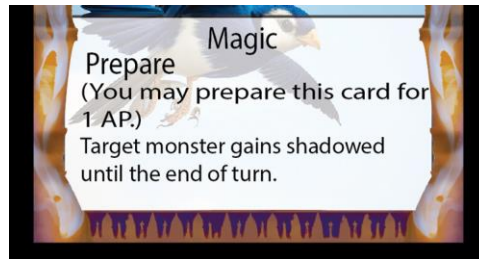 Magic
Prepare
(You may prepare this card for
1 AP.)
Target monster gains shadowed
until the end of turn.